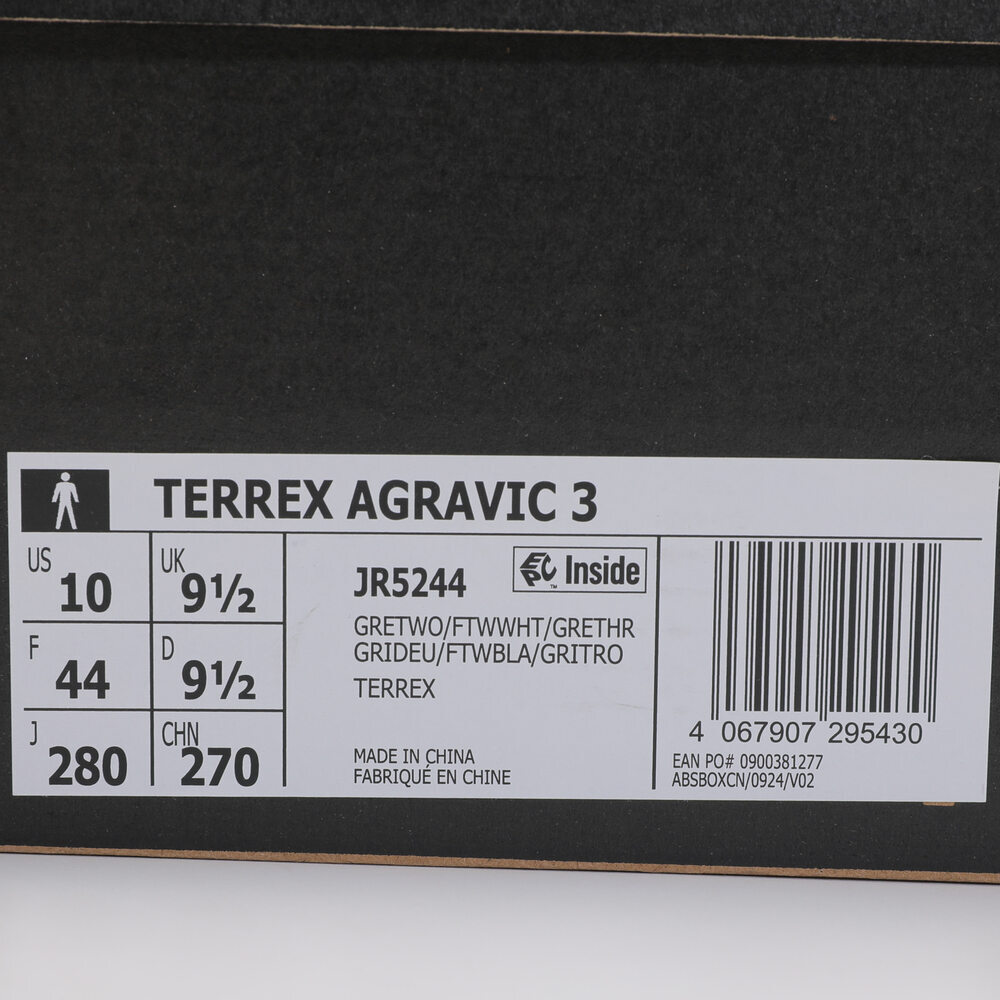 TERREX AGRAVIC 3
US 10
UK 9½
F 44
D 9½
J 280
CHN 270
JR5244
EPC Inside
™
GRETWO/FTWWHT/GRETHR
GRIDEU/FTWBLA/GRITRO
TERREX
MADE IN CHINA
FABRIQUÉ EN CHINE
4 067907 295430
EAN PO# 0900381277
ABSBOXCN/0924/V02